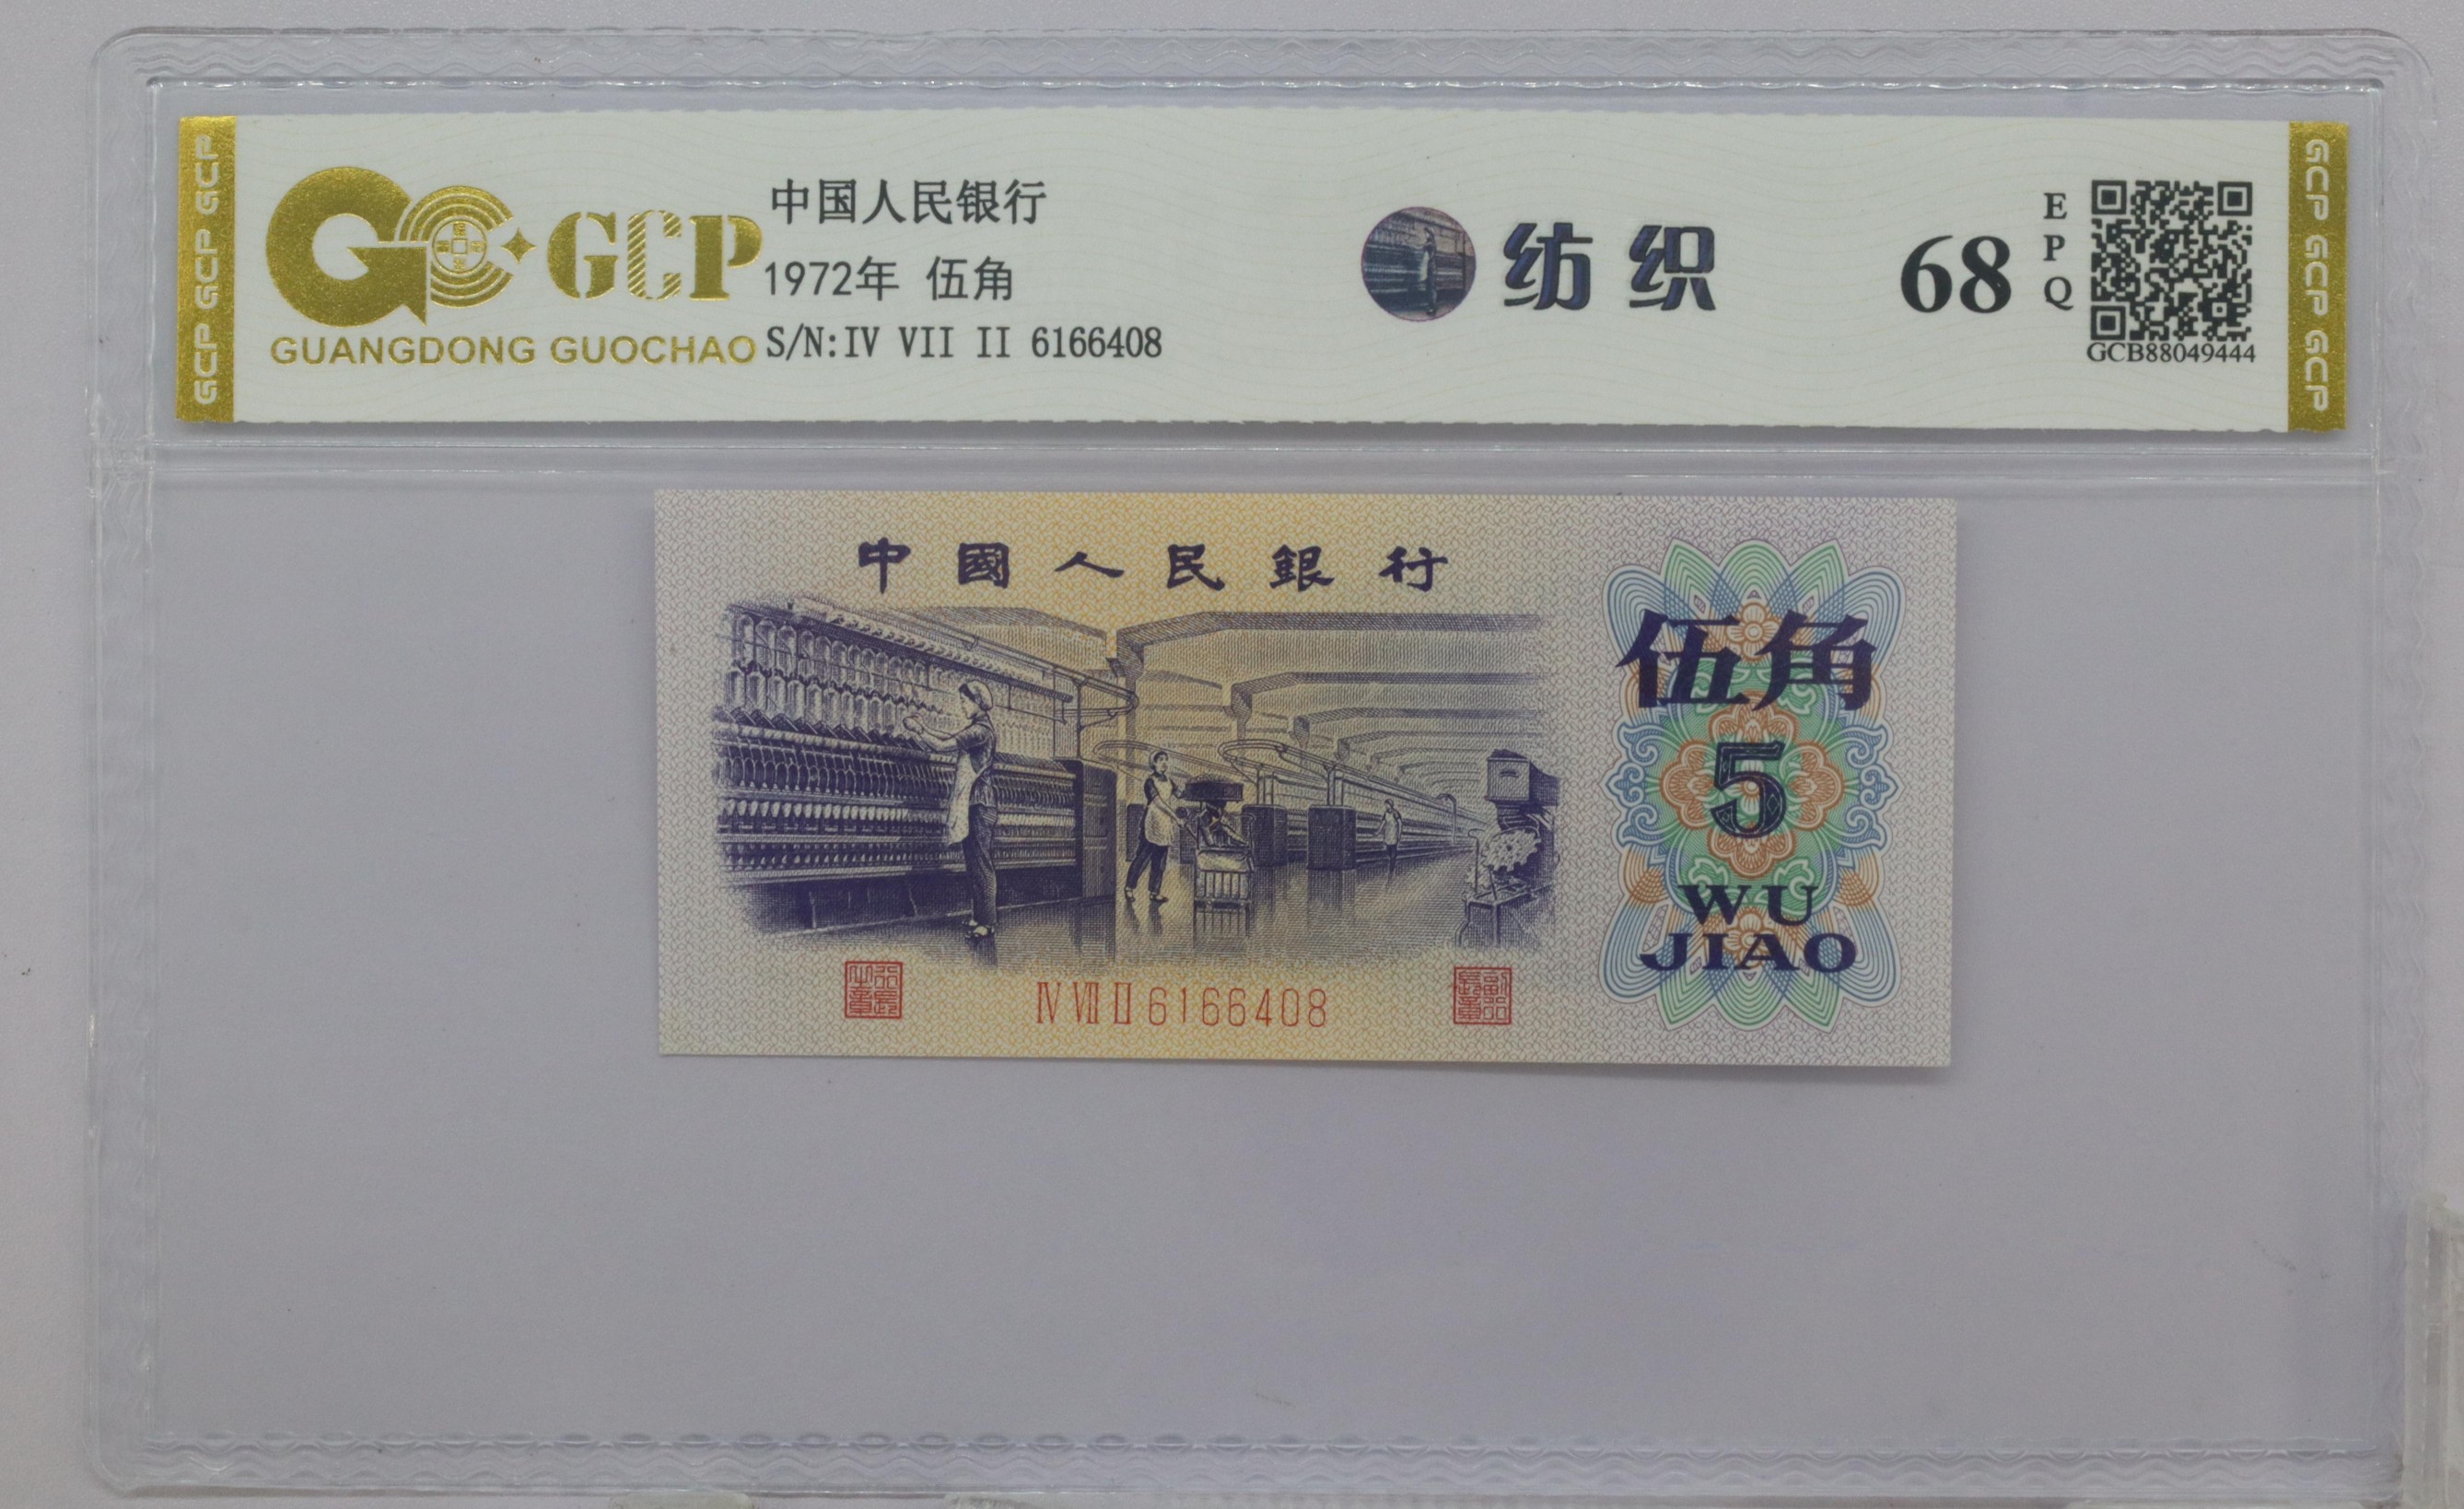 GCP GCP GCP
GCP
GUANGDONG GUOCHAO
中国人民银行
1972年 伍角
S/N:IV VII II 6166408
纺织
68
EPQ
GCB88049444
GCP GCP GCP
中國人民銀行
伍角
5
WU
JIAO
Ⅳ Ⅶ Ⅱ 6166408